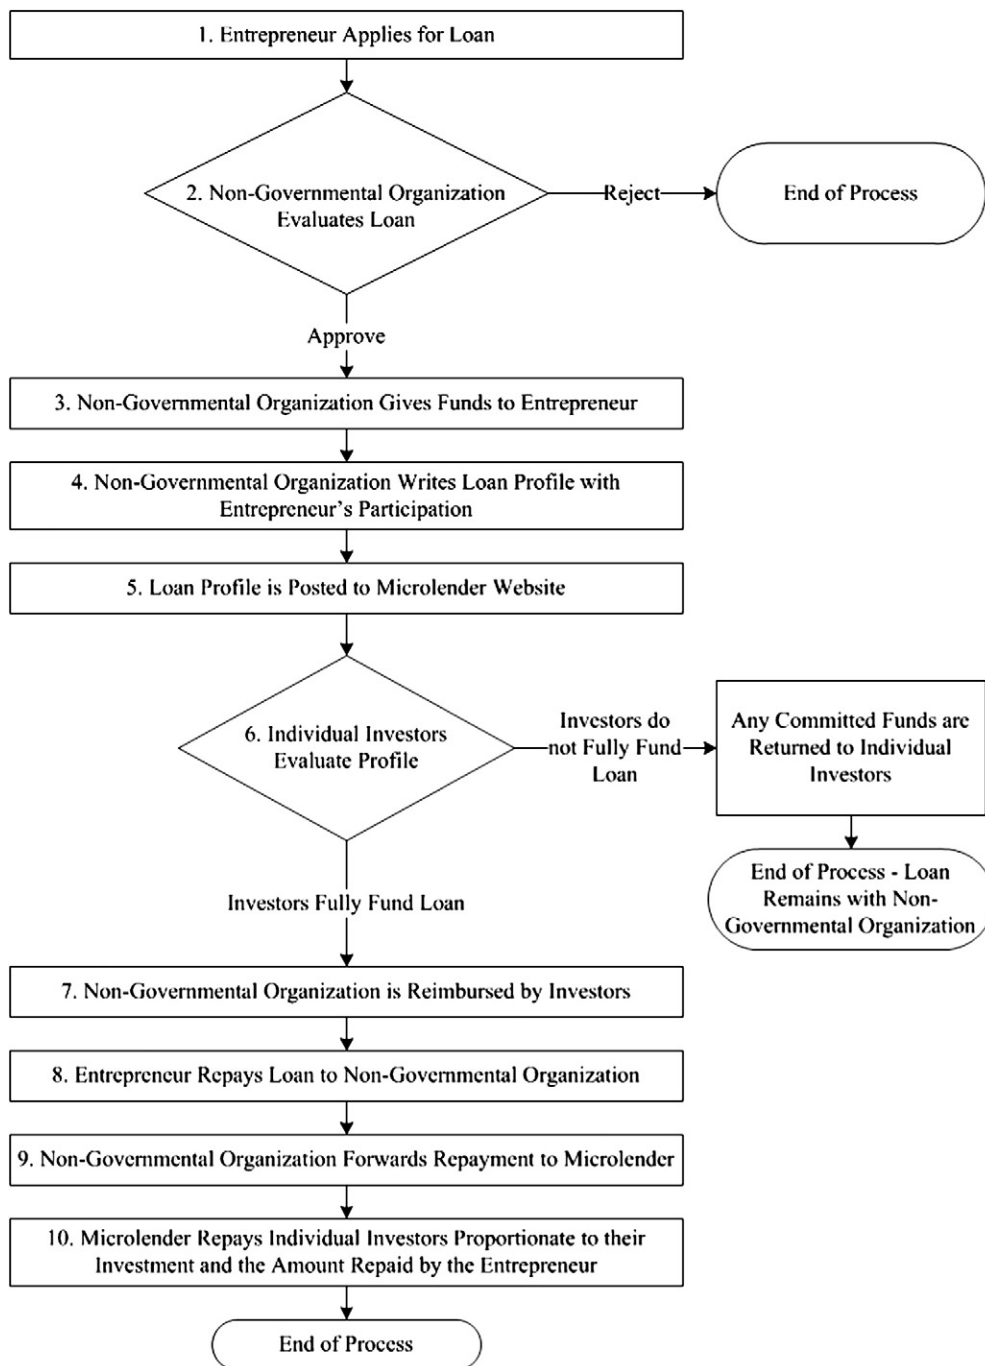 1. Entrepreneur Applies for Loan
2. Non-Governmental Organization
Evaluates Loan
Reject
End of Process
Approve
3. Non-Governmental Organization Gives Funds to Entrepreneur
4. Non-Governmental Organization Writes Loan Profile with
Entrepreneur's Participation
5. Loan Profile is Posted to Microlender Website
6. Individual Investors
Evaluate Profile
Investors do
not Fully Fund
Loan
Any Committed Funds are
Returned to Individual
Investors
End of Process - Loan
Remains with Non-
Governmental Organization
Investors Fully Fund Loan
7. Non-Governmental Organization is Reimbursed by Investors
8. Entrepreneur Repays Loan to Non-Governmental Organization
9. Non-Governmental Organization Forwards Repayment to Microlender
10. Microlender Repays Individual Investors Proportionate to their
Investment and the Amount Repaid by the Entrepreneur
End of Process